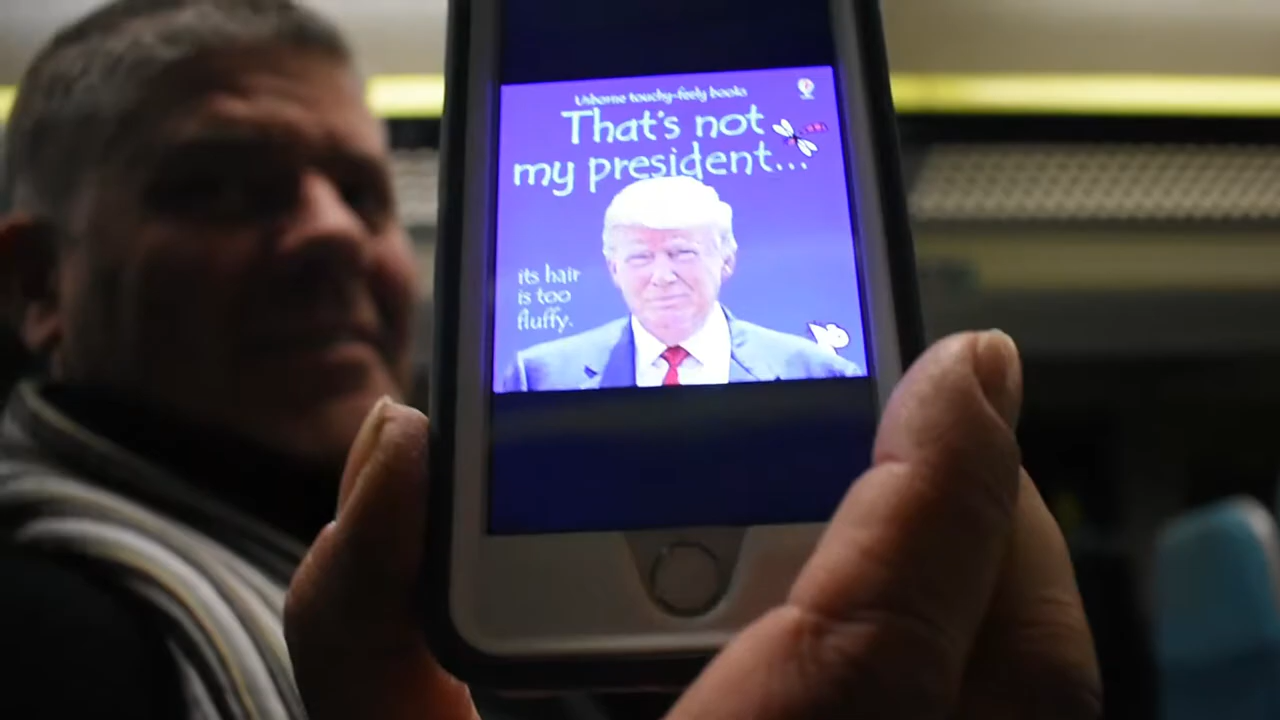 Usborne touchy-feely books
That's not
my president...
its hair
is too
fluffy.